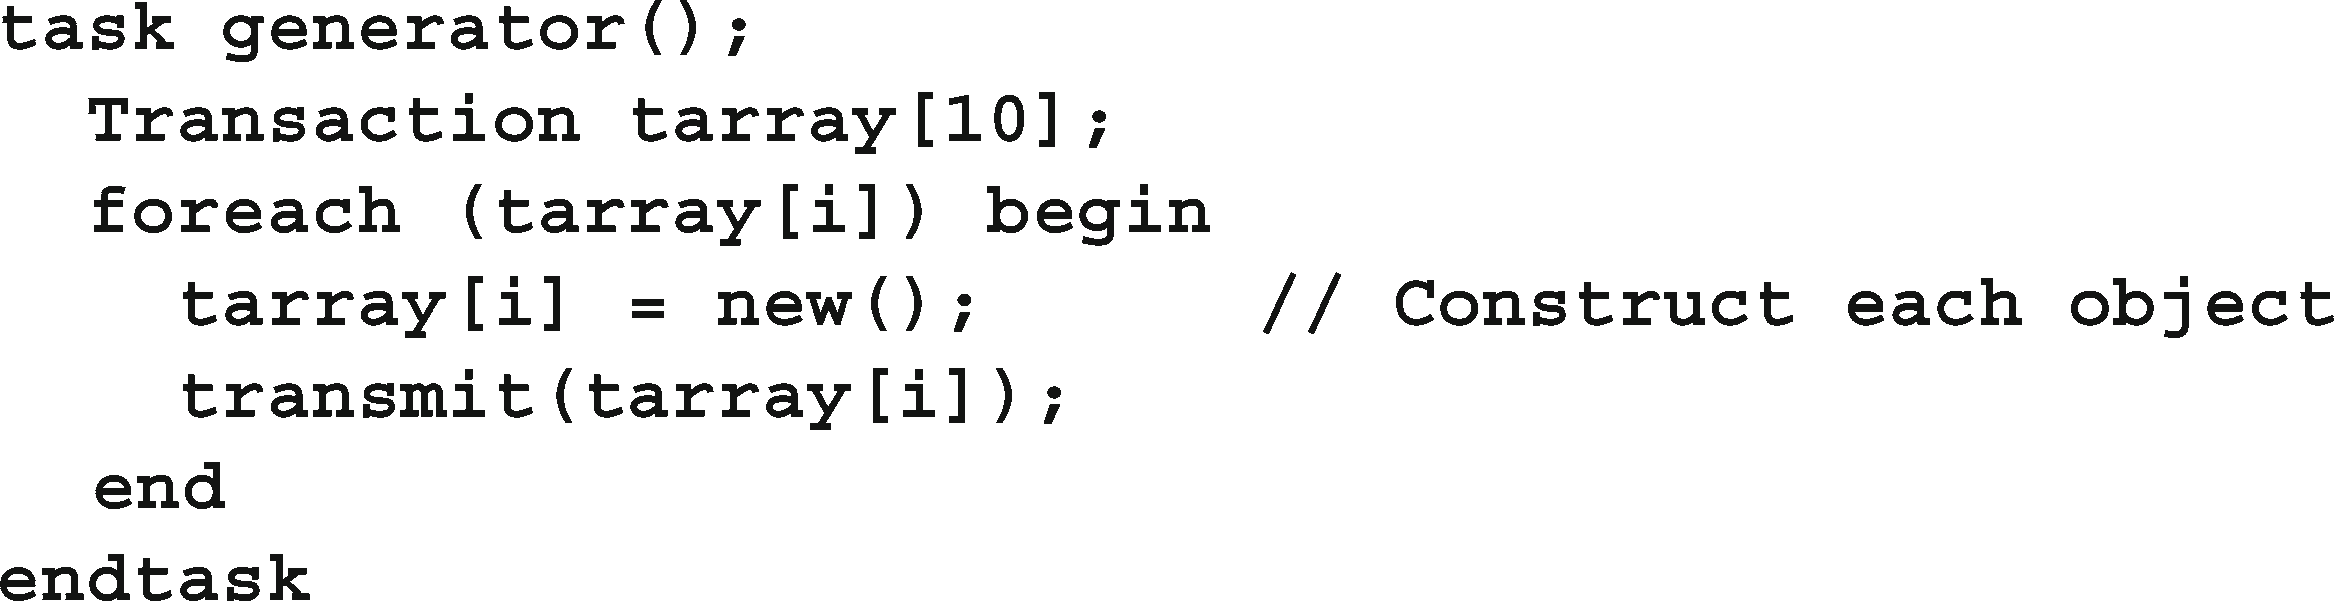 task generator();
  Transaction tarray[10];
  foreach (tarray[i]) begin
    tarray[i] = new();      // Construct each object
    transmit(tarray[i]);
  end
endtask